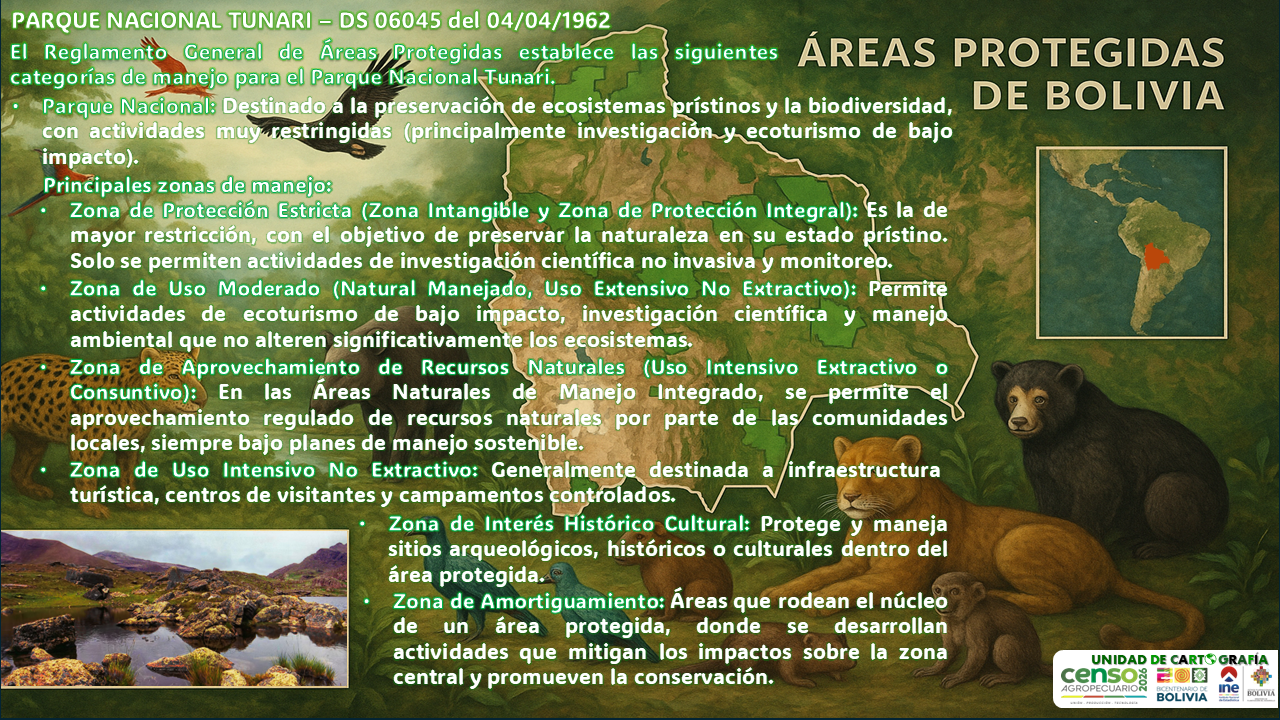 PARQUE NACIONAL TUNARI – DS 06045 del 04/04/1962
El Reglamento General de Áreas Protegidas establece las siguientes
categorías de manejo para el Parque Nacional Tunari.
• Parque Nacional: Destinado a la preservación de ecosistemas prístinos y la biodiversidad,
con actividades muy restringidas (principalmente investigación y ecoturismo de bajo
impacto).
Principales zonas de manejo:
• Zona de Protección Estricta (Zona Intangible y Zona de Protección Integral): Es la de
mayor restricción, con el objetivo de preservar la naturaleza en su estado prístino.
Solo se permiten actividades de investigación científica no invasiva y monitoreo.
• Zona de Uso Moderado (Natural Manejado, Uso Extensivo No Extractivo): Permite
actividades de ecoturismo de bajo impacto, investigación científica y manejo
ambiental que no alteren significativamente los ecosistemas.
• Zona de Aprovechamiento de Recursos Naturales (Uso Intensivo Extractivo o
Consuntivo): En las Áreas Naturales de Manejo Integrado, se permite el
aprovechamiento regulado de recursos naturales por parte de las comunidades
locales, siempre bajo planes de manejo sostenible.
• Zona de Uso Intensivo No Extractivo: Generalmente destinada a infraestructura
turística, centros de visitantes y campamentos controlados.
• Zona de Interés Histórico Cultural: Protege y maneja
sitios arqueológicos, históricos o culturales dentro del
área protegida.
• Zona de Amortiguamiento: Áreas que rodean el núcleo
de un área protegida, donde se desarrollan
actividades que mitigan los impactos sobre la zona
central y promueven la conservación.
ÁREAS PROTEGIDAS
DE BOLIVIA
UNIDAD DE CARTOGRAFÍA
censo
AGROPECUARIO
2026
BICENTENARIO DE
BOLIVIA
ine
BOLIVIA